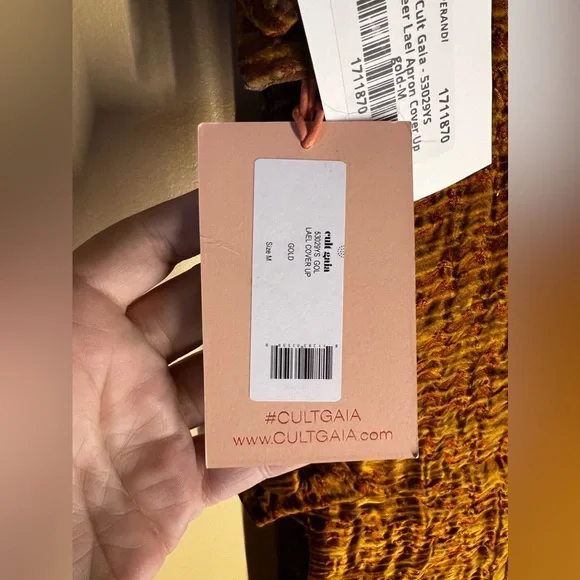 ERANDI
Cult Gaia - 53029YS
Lael Apron Cover Up
gold-M
1711870
1711870
cult gaia
53029YS GOL
LAEL COVER UP
GOLD
Size M
#CULTGAIA
www.CULTGAIA.com